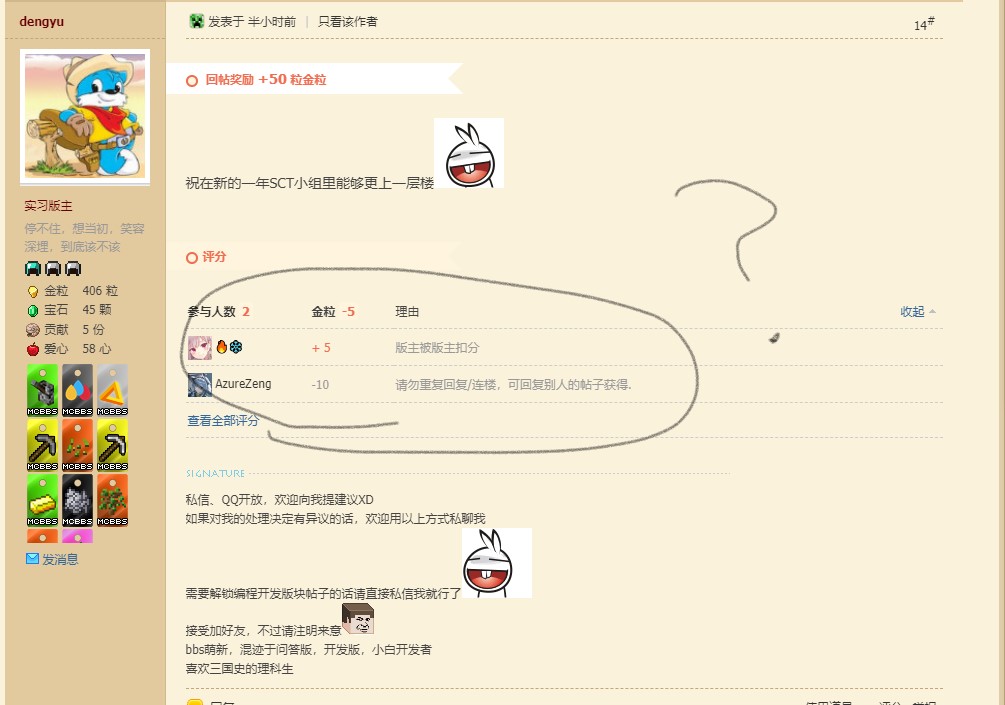 dengyu
发表于 半小时前 | 只看该作者
14#
回帖奖励 +50 粒金粒
祝在新的一年SCT小组里能够更上一层楼
实习版主
停不住，想当初，笑容
深埋，到底该不该
金粒 406 粒
宝石 45 颗
贡献 5 份
爱心 58 心
MCBBS MCBBS MCBBS
MCBBS MCBBS MCBBS
MCBBS MCBBS MCBBS
发消息
评分
参与人数 2 金粒 -5 理由 收起
+ 5 版主被版主扣分
AzureZeng -10 请勿重复回复/连楼，可回复别人的帖子获得.
查看全部评分
?
SIGNATURE
私信、QQ开放，欢迎向我提建议XD
如果对我的处理决定有异议的话，欢迎用以上方式私聊我
需要解锁编程开发版块帖子的话请直接私信我就行了
接受加好友，不过请注明来意
bbs萌新，混迹于问答版，开发版，小白开发者
喜欢三国史的理科生